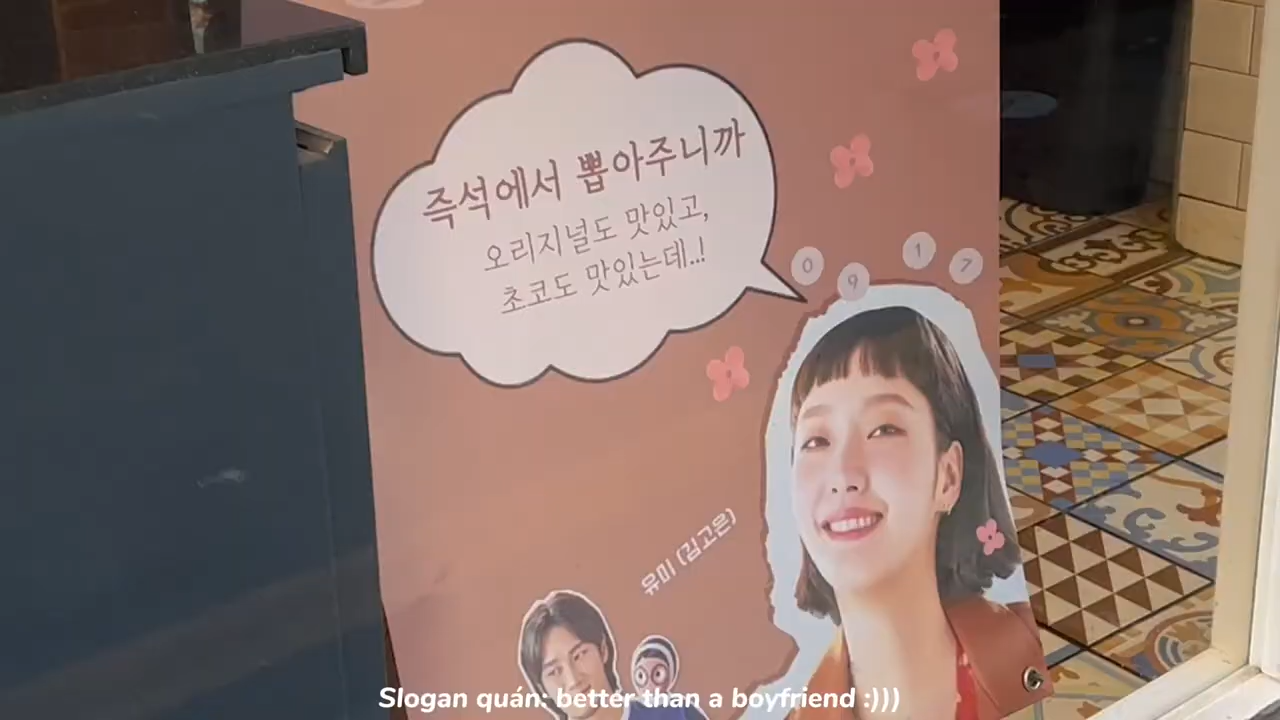 즉석에서 뽑아주니까
오리지널도 맛있고,
초코도 맛있는데..!
0 9 1 7
유미 (김고은)
Slogan quán: better than a boyfriend :)))